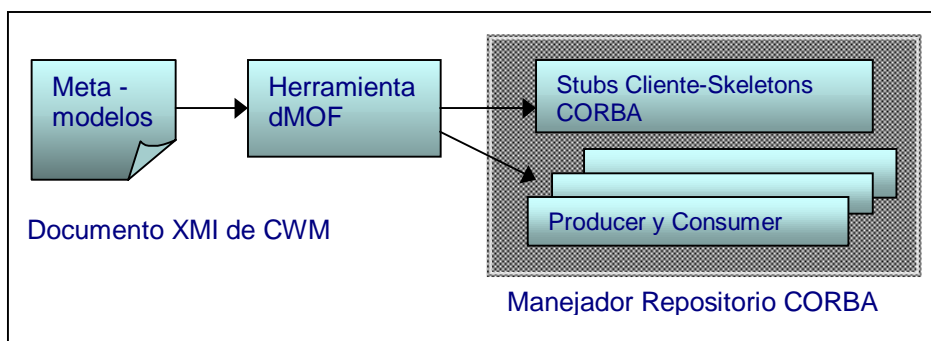 Meta -
modelos
Herramienta
dMOF
Stubs Cliente-Skeletons
CORBA
Producer y Consumer
Documento XMI de CWM
Manejador Repositorio CORBA